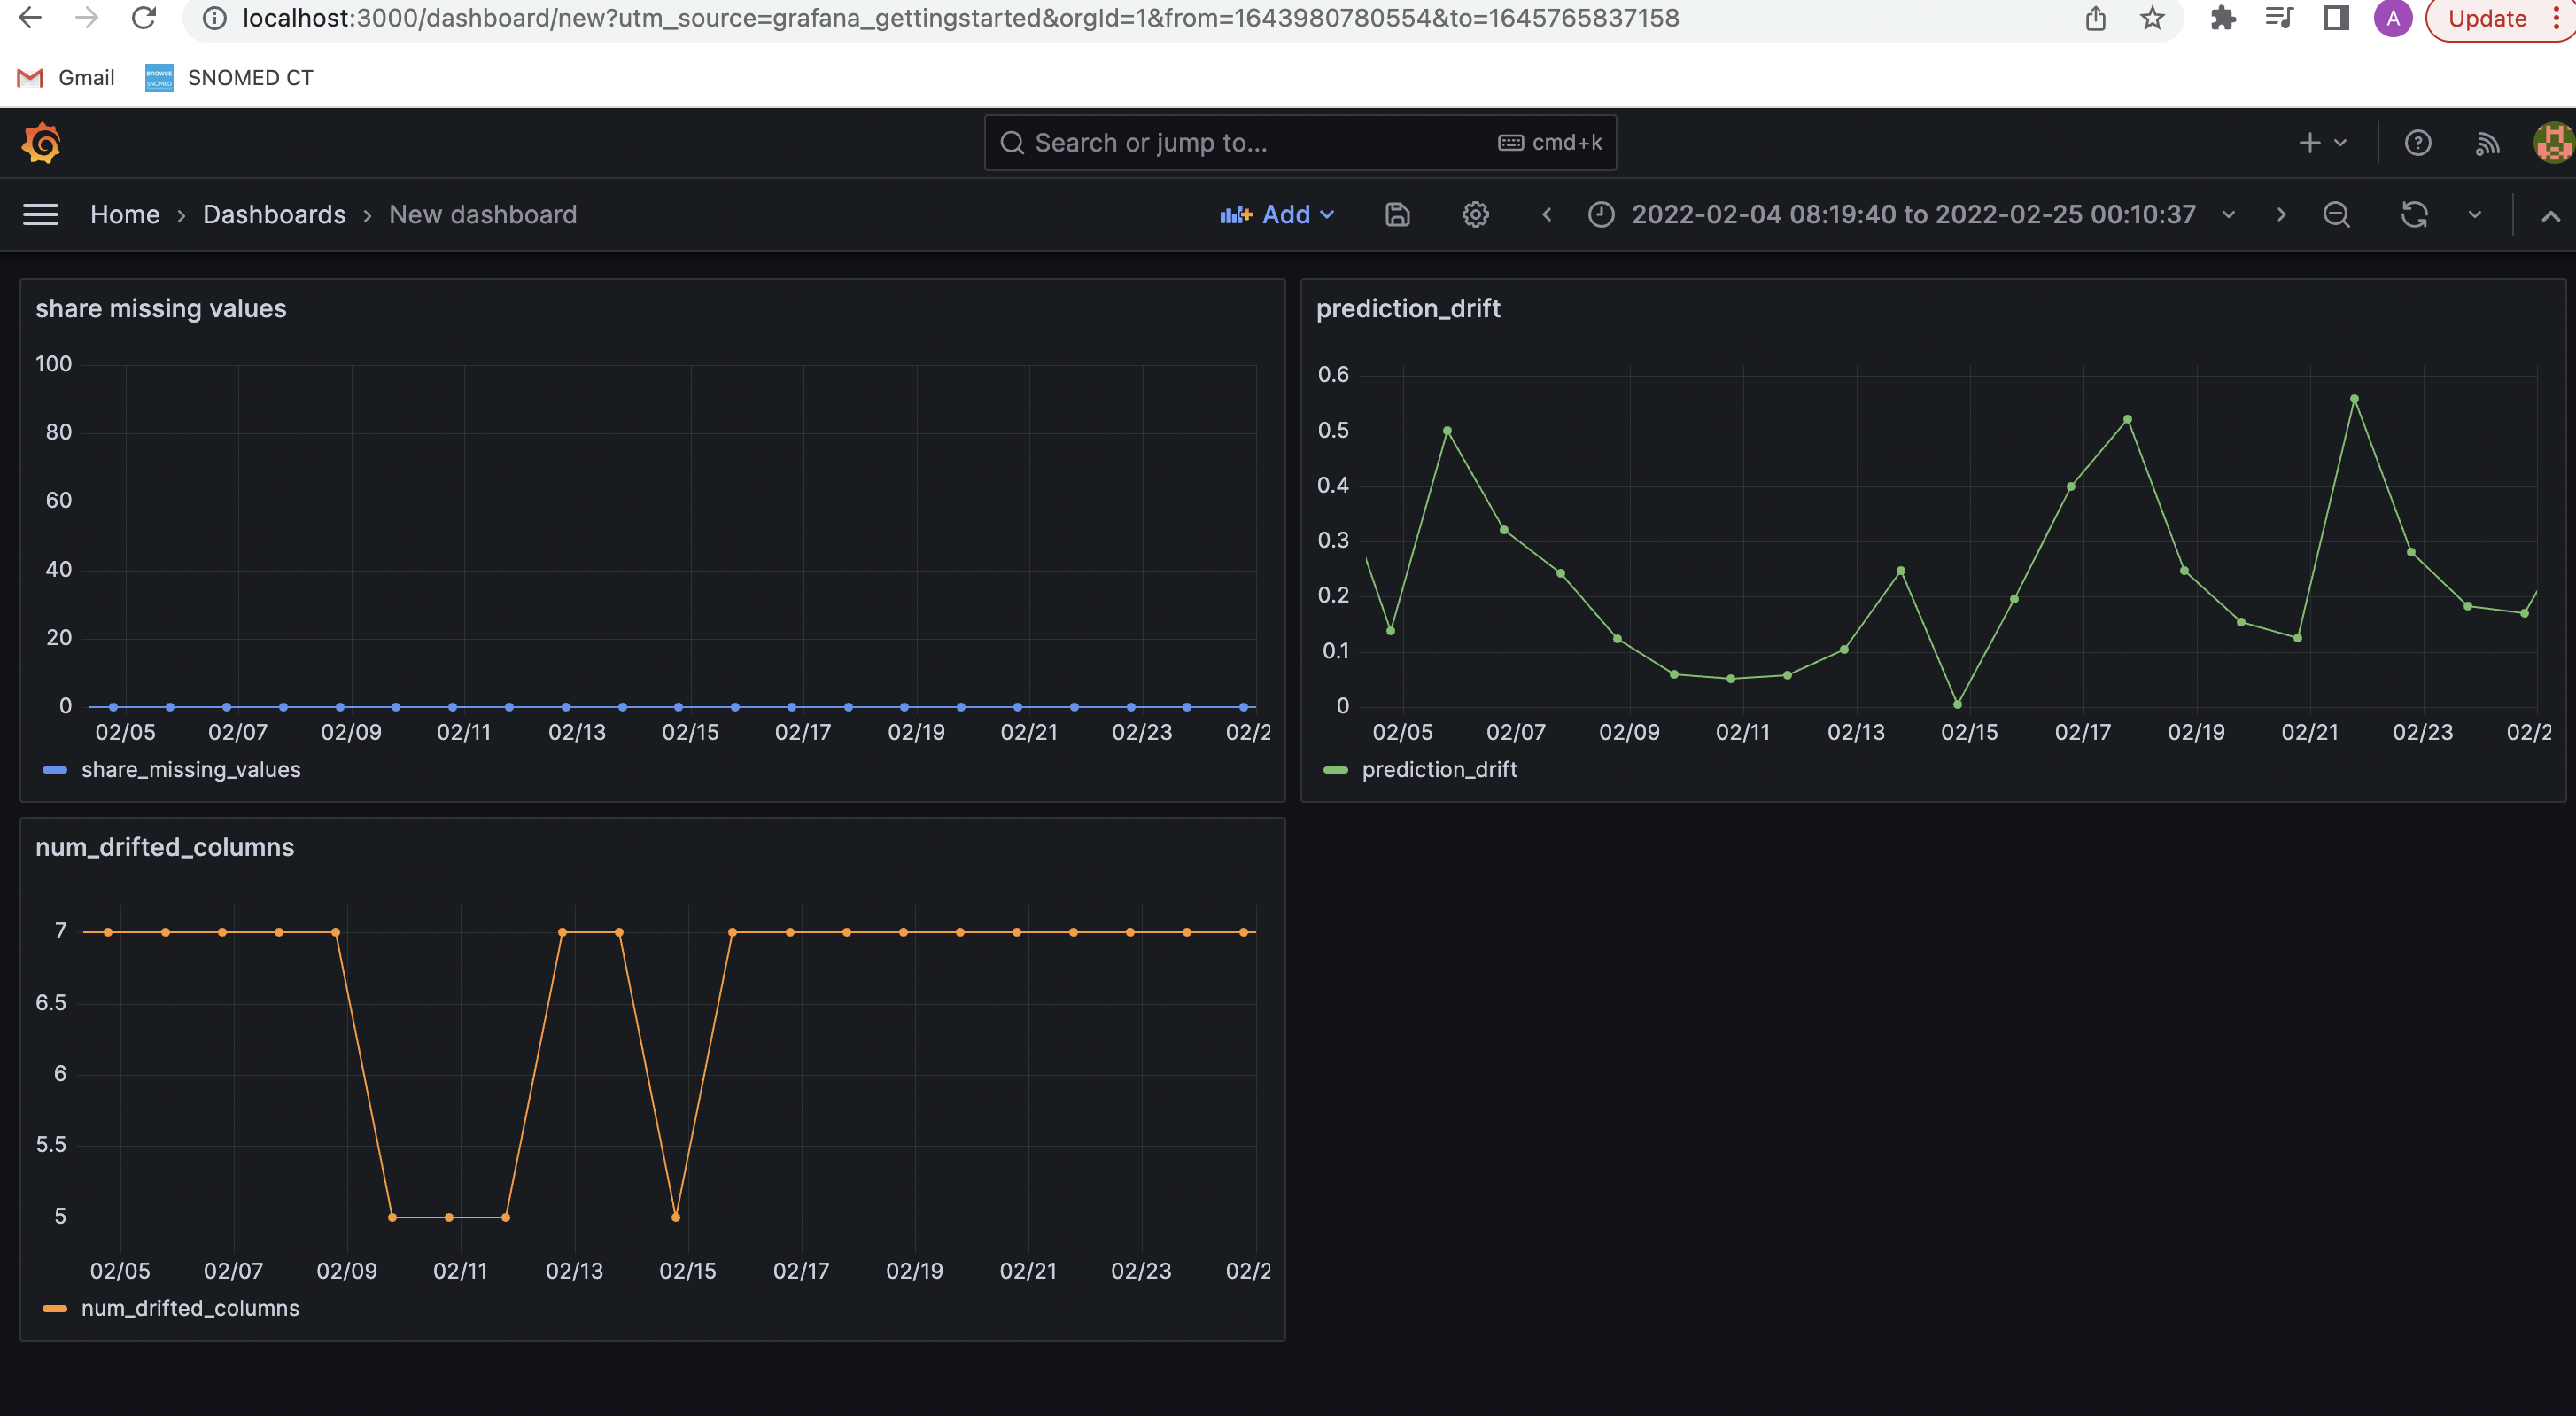 localhost:3000/dashboard/new?utm_source=grafana_gettingstarted&orgId=1&from=1643980780554&to=1645765837158
A
Update
Gmail
BROWSE SNOMED
SNOMED CT
Search or jump to...
cmd+k
Home › Dashboards › New dashboard
Add
2022-02-04 08:19:40 to 2022-02-25 00:10:37
share missing values
100
80
60
40
20
0
02/05 02/07 02/09 02/11 02/13 02/15 02/17 02/19 02/21 02/23 02/2
share_missing_values
prediction_drift
0.6
0.5
0.4
0.3
0.2
0.1
0
02/05 02/07 02/09 02/11 02/13 02/15 02/17 02/19 02/21 02/23 02/2
prediction_drift
num_drifted_columns
7
6.5
6
5.5
5
02/05 02/07 02/09 02/11 02/13 02/15 02/17 02/19 02/21 02/23 02/2
num_drifted_columns